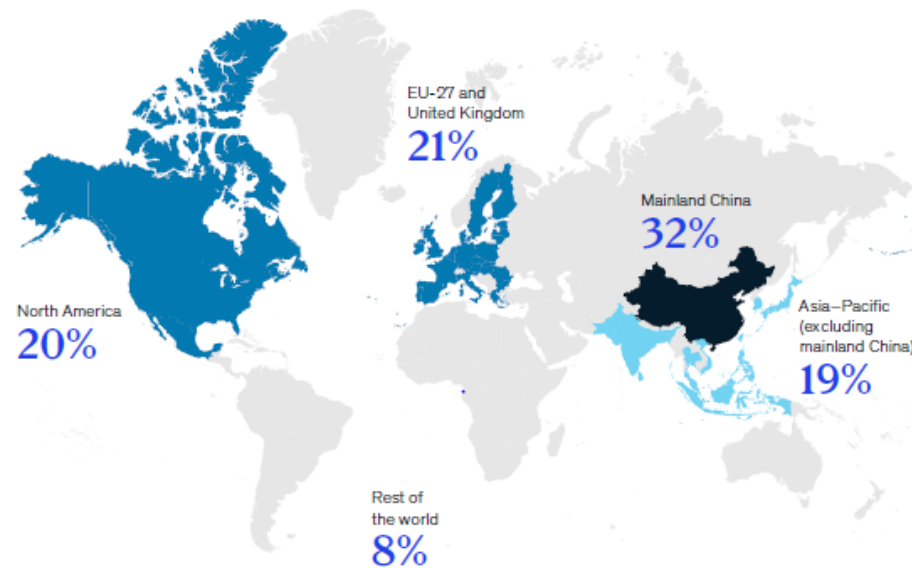 EU-27 and
United Kingdom
21%
Mainland China
32%
North America
20%
Asia–Pacific
(excluding
mainland China)
19%
Rest of
the world
8%